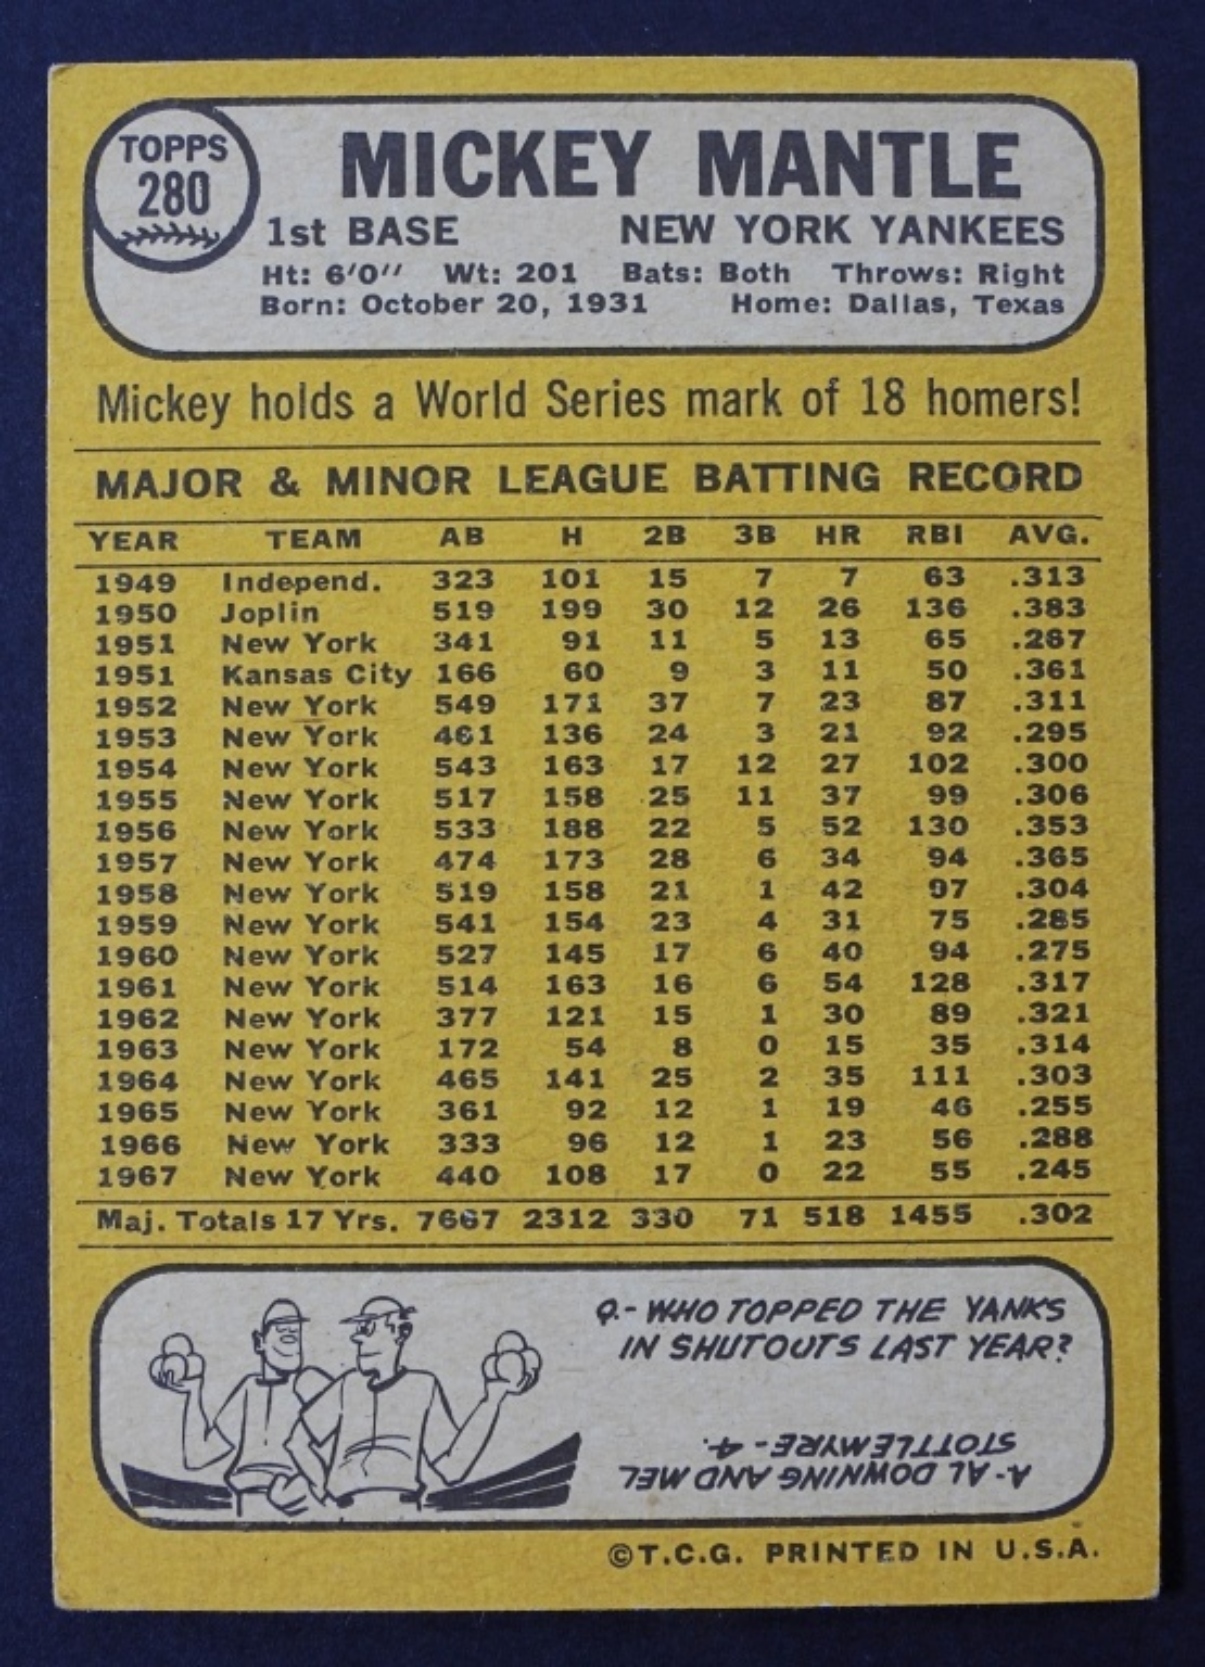 TOPPS
280
MICKEY MANTLE
1st BASE NEW YORK YANKEES
Ht: 6'0" Wt: 201 Bats: Both Throws: Right
Born: October 20, 1931 Home: Dallas, Texas
Mickey holds a World Series mark of 18 homers!
MAJOR & MINOR LEAGUE BATTING RECORD
YEAR TEAM AB H 2B 3B HR RBI AVG.
1949 Independ. 323 101 15 7 7 63 .313
1950 Joplin 519 199 30 12 26 136 .383
1951 New York 341 91 11 5 13 65 .267
1951 Kansas City 166 60 9 3 11 50 .361
1952 New York 549 171 37 7 23 87 .311
1953 New York 461 136 24 3 21 92 .295
1954 New York 543 163 17 12 27 102 .300
1955 New York 517 158 25 11 37 99 .306
1956 New York 533 188 22 5 52 130 .353
1957 New York 474 173 28 6 34 94 .365
1958 New York 519 158 21 1 42 97 .304
1959 New York 541 154 23 4 31 75 .285
1960 New York 527 145 17 6 40 94 .275
1961 New York 514 163 16 6 54 128 .317
1962 New York 377 121 15 1 30 89 .321
1963 New York 172 54 8 0 15 35 .314
1964 New York 465 141 25 2 35 111 .303
1965 New York 361 92 12 1 19 46 .255
1966 New York 333 96 12 1 23 56 .288
1967 New York 440 108 17 0 22 55 .245
Maj. Totals 17 Yrs. 7667 2312 330 71 518 1455 .302
Q.- WHO TOPPED THE YANKS
IN SHUTOUTS LAST YEAR?
A.- AL DOWNING AND MEL
STOTTLEMYRE - 4.
©T.C.G. PRINTED IN U.S.A.